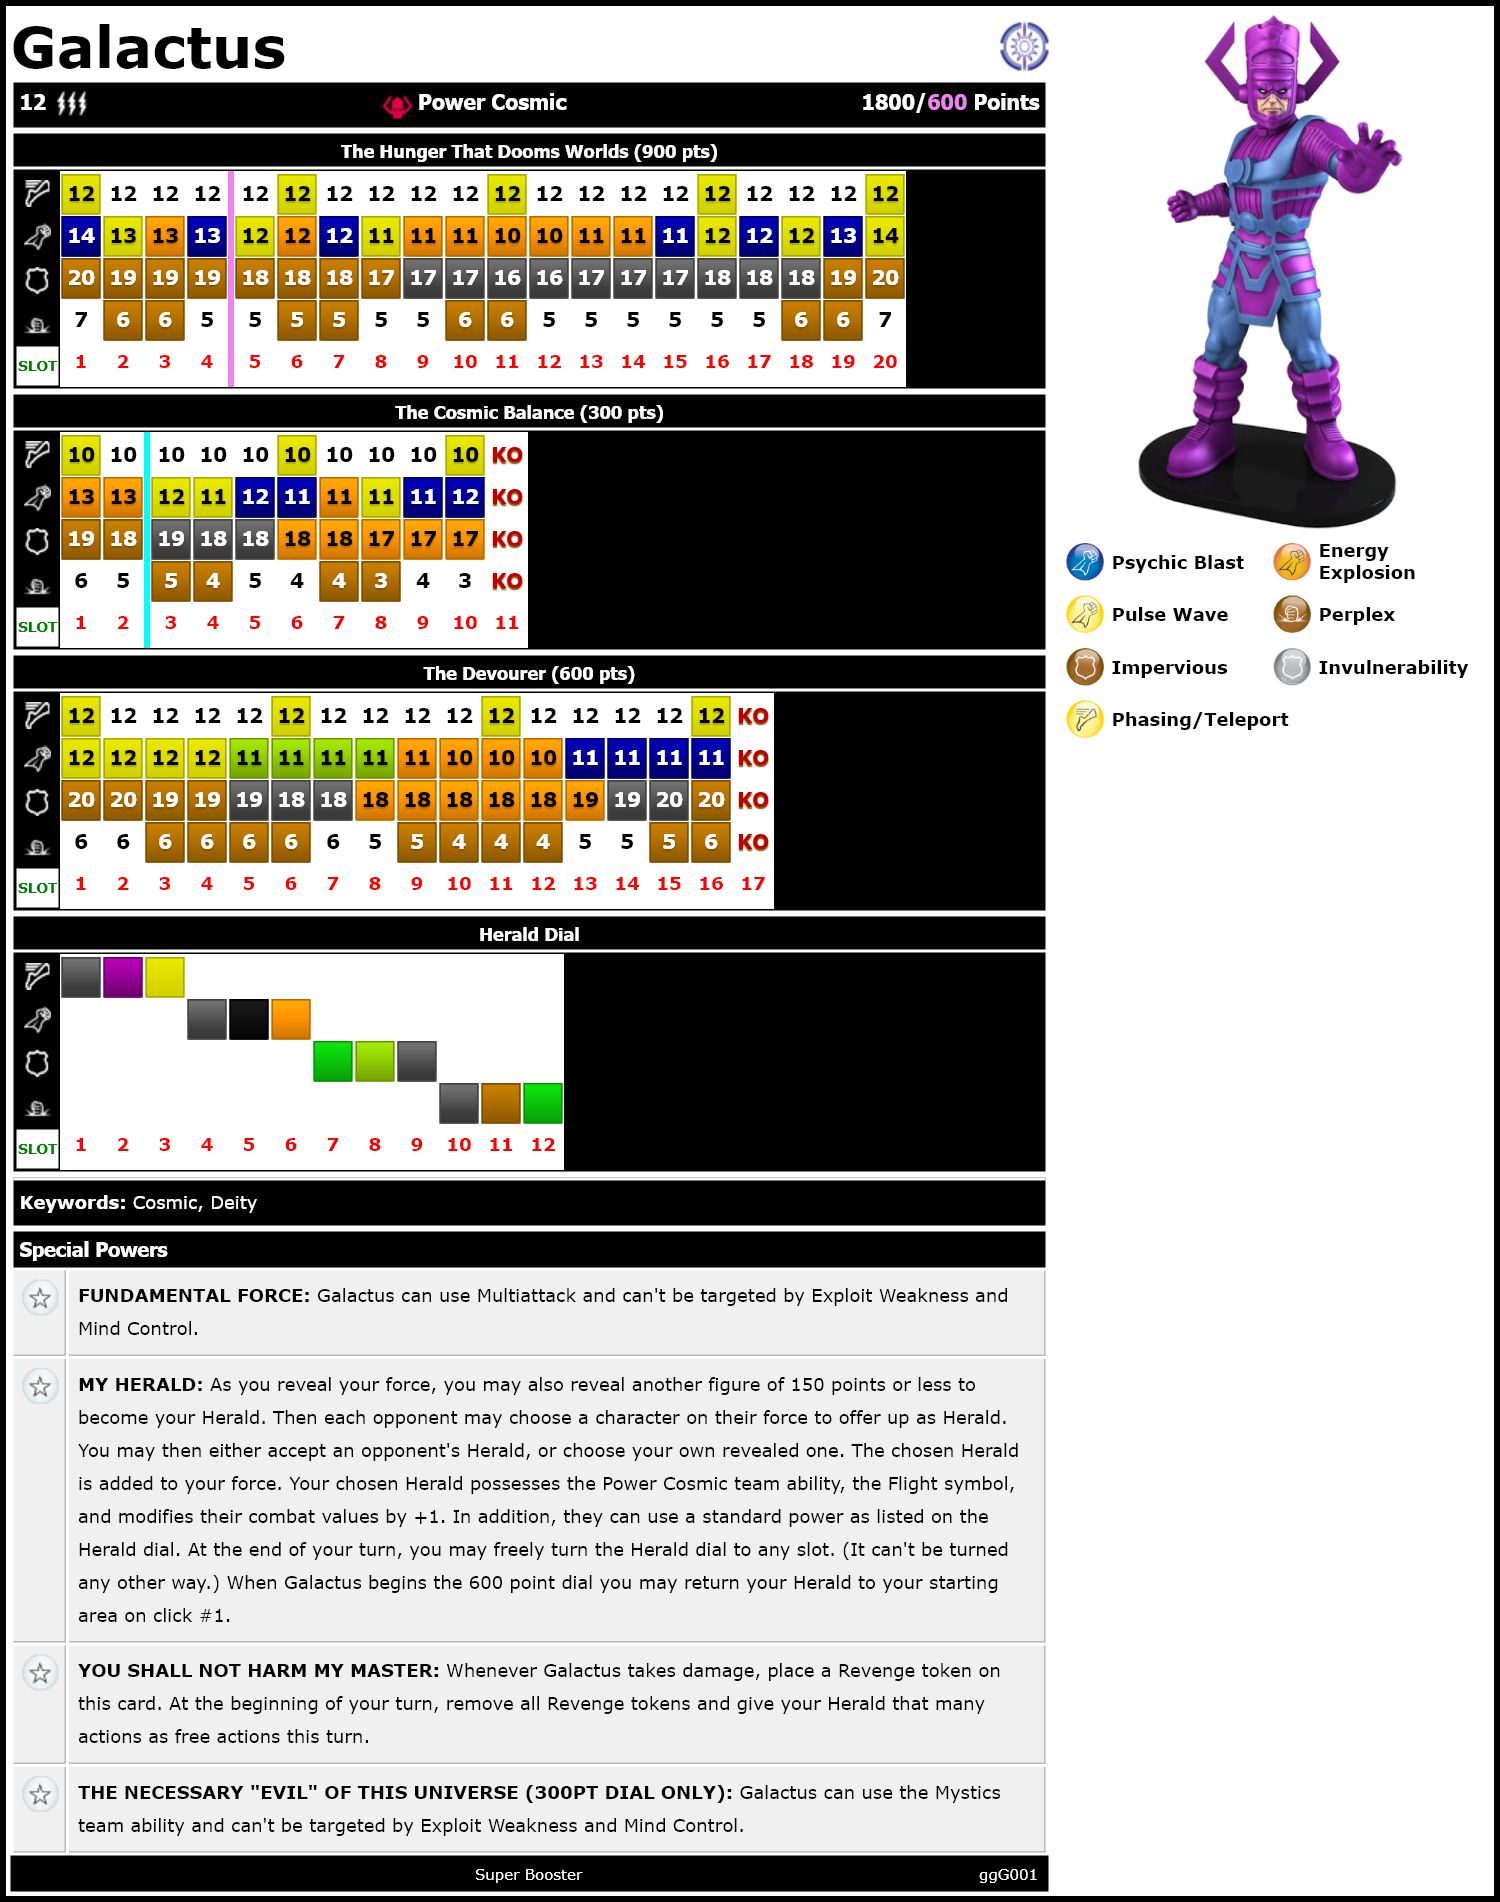 Galactus
12 Power Cosmic 1800/600 Points
The Hunger That Dooms Worlds (900 pts)
12 12 12 12 12 12 12 12 12 12 12 12 12 12 12 12 12 12 12 12
14 13 13 13 12 12 12 11 11 11 10 10 11 11 11 12 12 12 13 14
20 19 19 19 18 18 18 17 17 17 16 16 17 17 17 18 18 18 19 20
7 6 6 5 5 5 5 5 5 6 6 5 5 5 5 5 5 6 6 7
SLOT 1 2 3 4 5 6 7 8 9 10 11 12 13 14 15 16 17 18 19 20
The Cosmic Balance (300 pts)
10 10 10 10 10 10 10 10 10 10 KO
13 13 12 11 12 11 11 11 11 12 KO
19 18 19 18 18 18 18 17 17 17 KO
6 5 5 4 5 4 4 3 4 3 KO
SLOT 1 2 3 4 5 6 7 8 9 10 11
The Devourer (600 pts)
12 12 12 12 12 12 12 12 12 12 12 12 12 12 12 12 KO
12 12 12 12 11 11 11 11 11 10 10 10 11 11 11 11 KO
20 20 19 19 19 18 18 18 18 18 18 18 19 19 20 20 KO
6 6 6 6 6 6 6 5 5 4 4 4 5 5 5 6 KO
SLOT 1 2 3 4 5 6 7 8 9 10 11 12 13 14 15 16 17
Herald Dial
SLOT 1 2 3 4 5 6 7 8 9 10 11 12
Keywords: Cosmic, Deity
Special Powers
FUNDAMENTAL FORCE: Galactus can use Multiattack and can't be targeted by Exploit Weakness and
Mind Control.
MY HERALD: As you reveal your force, you may also reveal another figure of 150 points or less to
become your Herald. Then each opponent may choose a character on their force to offer up as Herald.
You may then either accept an opponent's Herald, or choose your own revealed one. The chosen Herald
is added to your force. Your chosen Herald possesses the Power Cosmic team ability, the Flight symbol,
and modifies their combat values by +1. In addition, they can use a standard power as listed on the
Herald dial. At the end of your turn, you may freely turn the Herald dial to any slot. (It can't be turned
any other way.) When Galactus begins the 600 point dial you may return your Herald to your starting
area on click #1.
YOU SHALL NOT HARM MY MASTER: Whenever Galactus takes damage, place a Revenge token on
this card. At the beginning of your turn, remove all Revenge tokens and give your Herald that many
actions as free actions this turn.
THE NECESSARY "EVIL" OF THIS UNIVERSE (300PT DIAL ONLY): Galactus can use the Mystics
team ability and can't be targeted by Exploit Weakness and Mind Control.
Super Booster ggG001
Psychic Blast
Energy
Explosion
Pulse Wave
Perplex
Impervious
Invulnerability
Phasing/Teleport